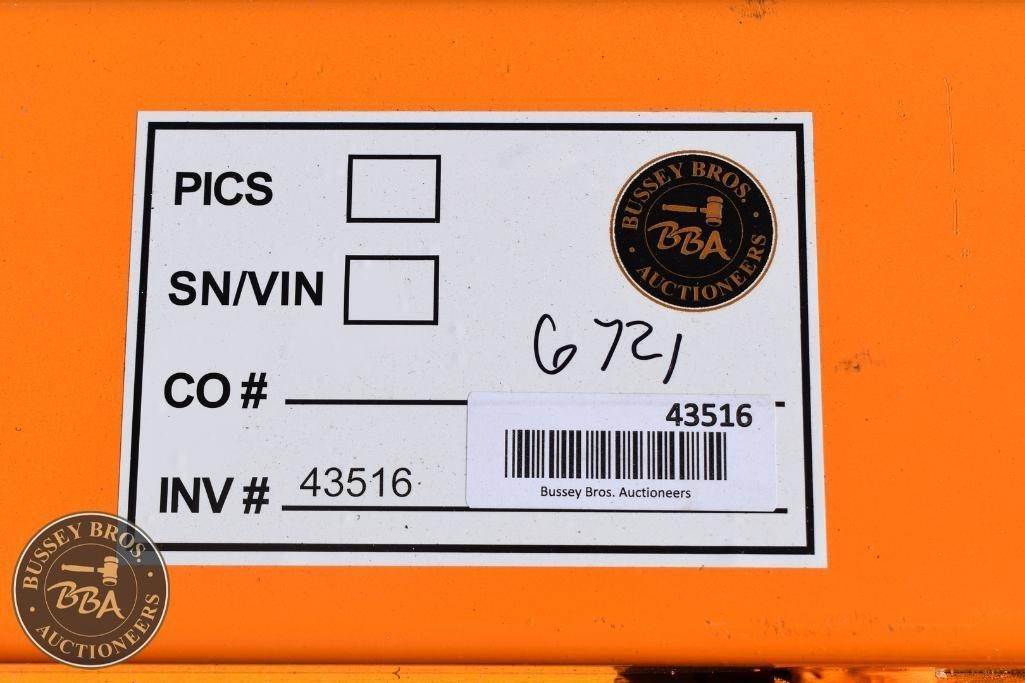 PICS
BUSSEY BROS.
BBA
AUCTIONEERS
SN/VIN
6721
CO #
43516
INV # 43516
Bussey Bros. Auctioneers
BUSSEY BROS.
BBA
AUCTIONEERS